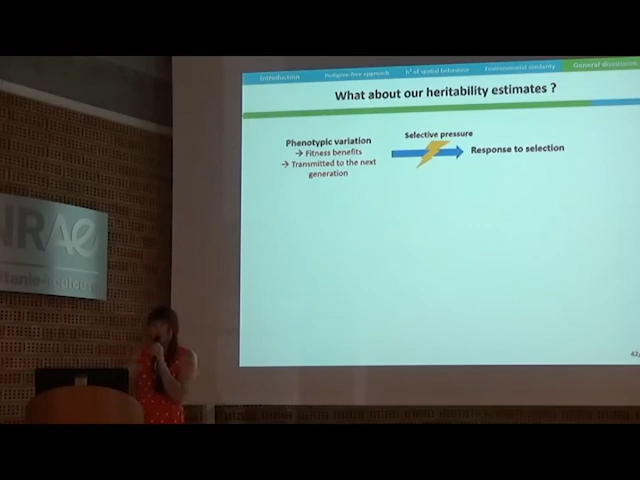 Introduction
Pedigree-free approach
h² of spatial behaviour
Environmental similarity
General discussion
What about our heritability estimates ?
Phenotypic variation
→ Fitness benefits
→ Transmitted to the next
generation
Selective pressure
Response to selection
NRAE
42/